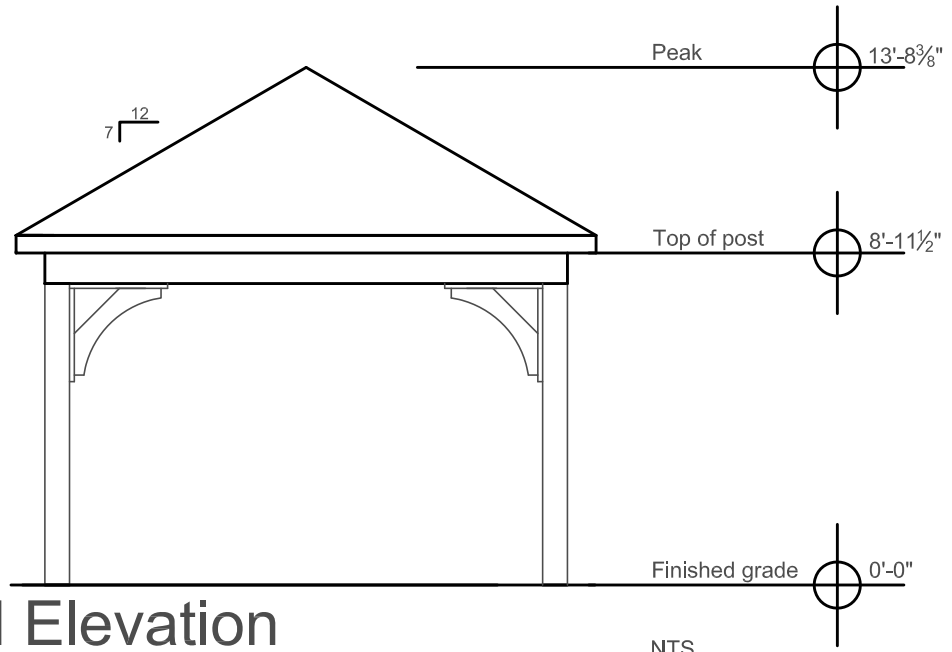 Peak 13'-8⅜"
12
7
Top of post 8'-11½"
Finished grade 0'-0"
Elevation
NTS